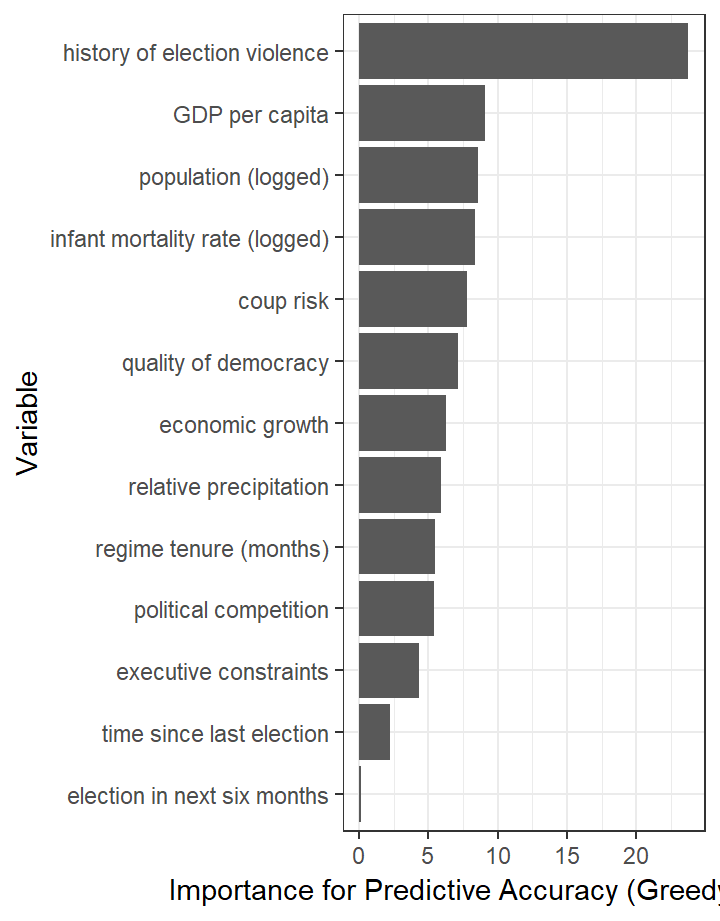 history of election violence
GDP per capita
population (logged)
infant mortality rate (logged)
coup risk
quality of democracy
economic growth
relative precipitation
regime tenure (months)
political competition
executive constraints
time since last election
election in next six months
Variable
0 5 10 15 20
Importance for Predictive Accuracy (Greedy